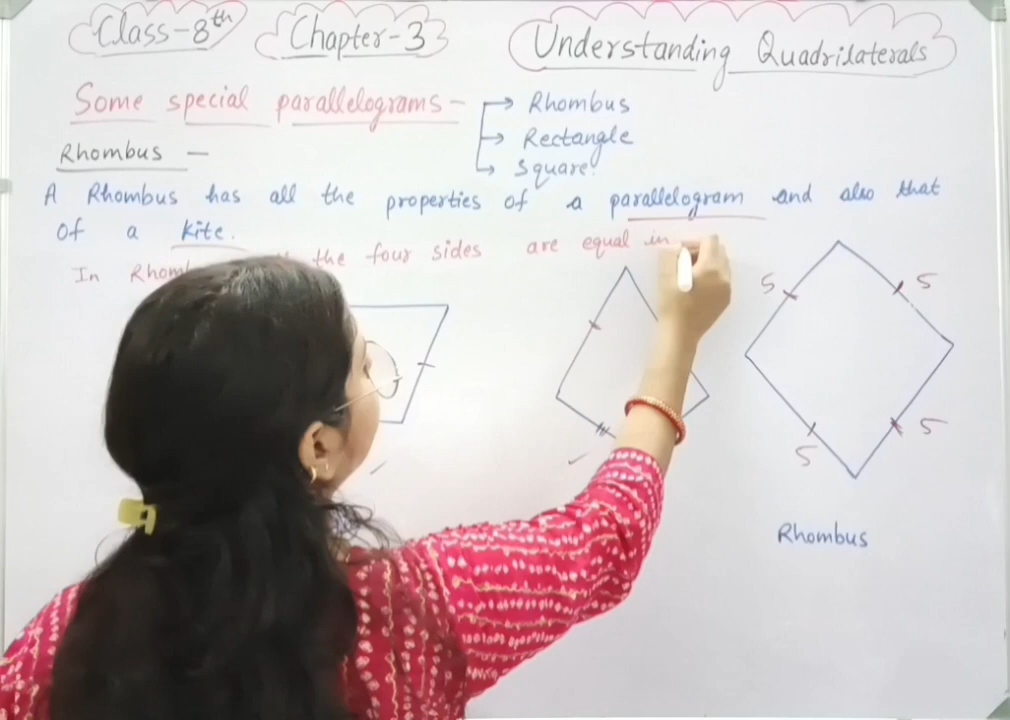 Class-8th Chapter-3 Understanding Quadrilaterals
Some special parallelograms - Rhombus
Rectangle
Square
Rhombus -
A Rhombus has all the properties of a parallelogram and also that
of a kite.
In the four sides are equal in
5 5
5 5
Rhombus